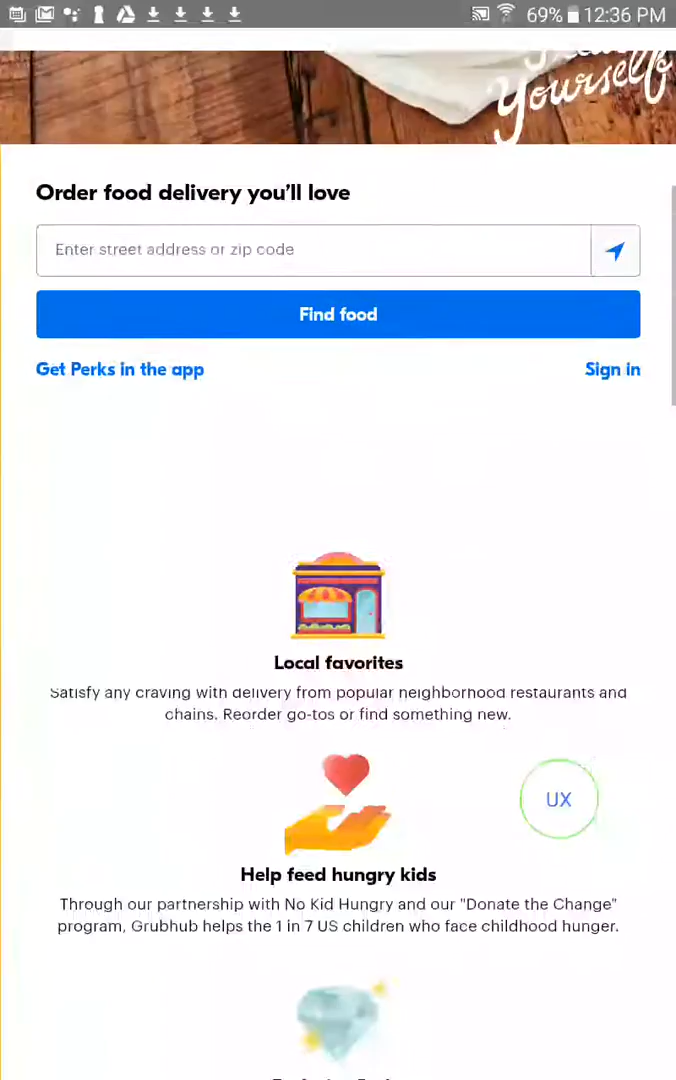 69% 12:36 PM
Yourself
Order food delivery you'll love
Enter street address or zip code
Find food
Get Perks in the app
Sign in
Local favorites
Satisfy any craving with delivery from popular neighborhood restaurants and
chains. Reorder go-tos or find something new.
UX
Help feed hungry kids
Through our partnership with No Kid Hungry and our "Donate the Change"
program, Grubhub helps the 1 in 7 US children who face childhood hunger.